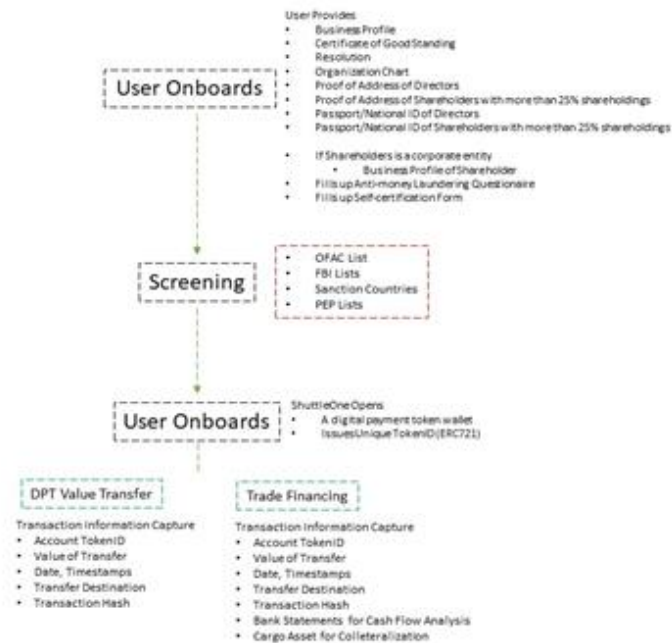 User Provides
• Business Profile
• Certificate of Good Standing
• Resolution
• Organization Chart
• Proof of Address of Directors
• Proof of Address of Shareholders with more than 25% shareholdings
• Passport/National ID of Directors
• Passport/National ID of Shareholders with more than 25% shareholdings
• If Shareholders is a corporate entity
• Business Profile of Shareholder
• Fills up Anti-money Laundering Questionaire
• Fills up Self-certification Form
User Onboards
Screening
• OFAC List
• FBI Lists
• Sanction Countries
• PEP Lists
User Onboards
ShuttleOne Opens
• A digital payment token wallet
• Issues Unique TokenID (ERC721)
DPT Value Transfer
Transaction Information Capture
• Account TokenID
• Value of Transfer
• Date, Timestamps
• Transfer Destination
• Transaction Hash
Trade Financing
Transaction Information Capture
• Account TokenID
• Value of Transfer
• Date, Timestamps
• Transfer Destination
• Transaction Hash
• Bank Statements for Cash Flow Analysis
• Cargo Asset for Colleteralization